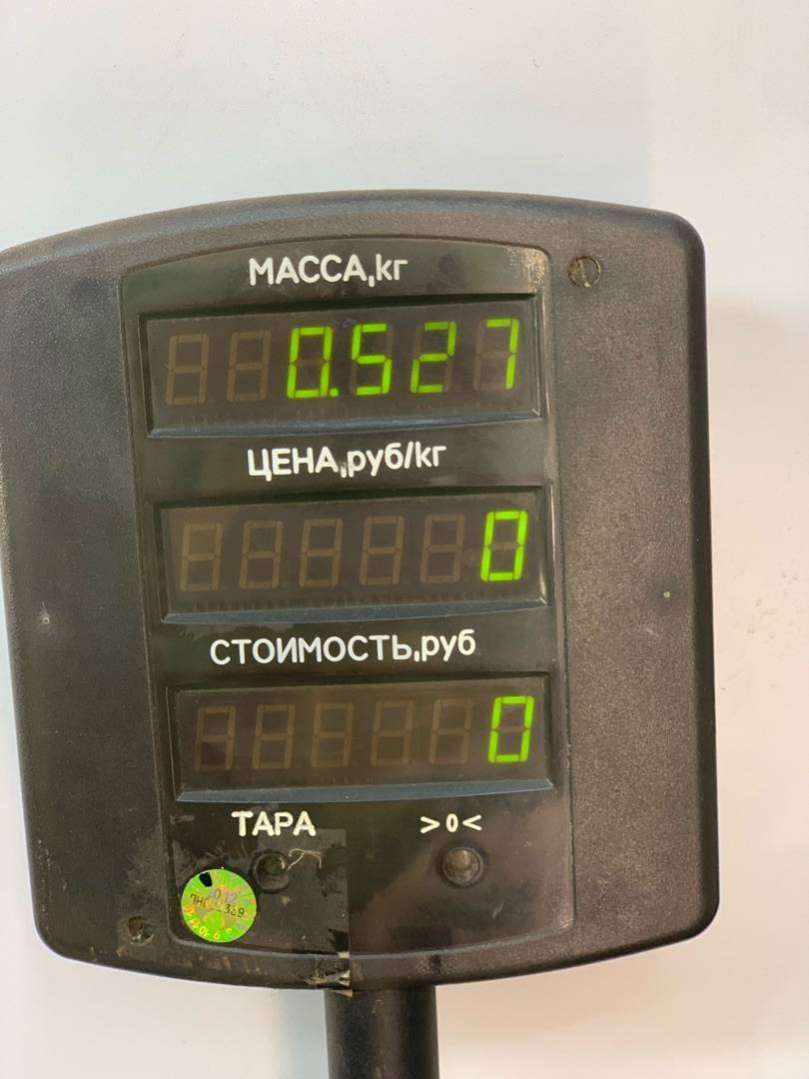 МАССА,кг
0.527
ЦЕНА,руб/кг
0
СТОИМОСТЬ,руб
0
ТАРА >0<